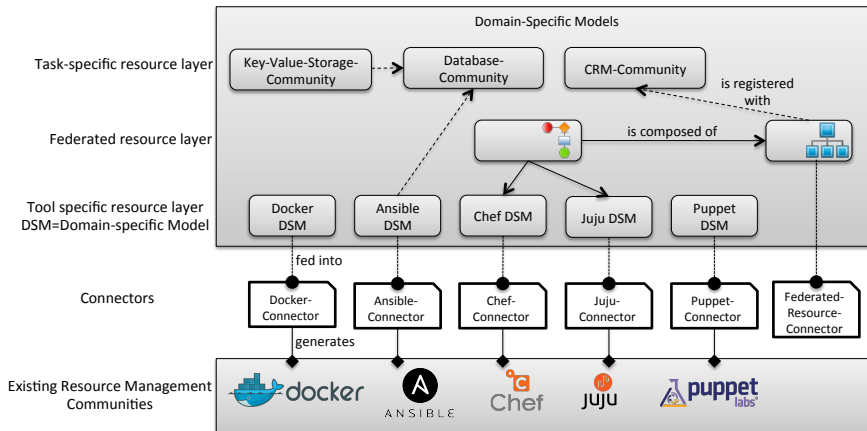 Domain-Specific Models
Task-specific resource layer
Key-Value-Storage-
Community
Database-
Community
CRM-Community
is registered
with
Federated resource layer
is composed of
Tool specific resource layer
DSM=Domain-specific Model
Docker
DSM
Ansible
DSM
Chef DSM
Juju DSM
Puppet
DSM
fed into
Connectors
Docker-
Connector
Ansible-
Connector
Chef-
Connector
Juju-
Connector
Puppet-
Connector
Federated-
Resource-
Connector
generates
Existing Resource Management
Communities
docker
ANSIBLE
Chef
juju
puppet
labs